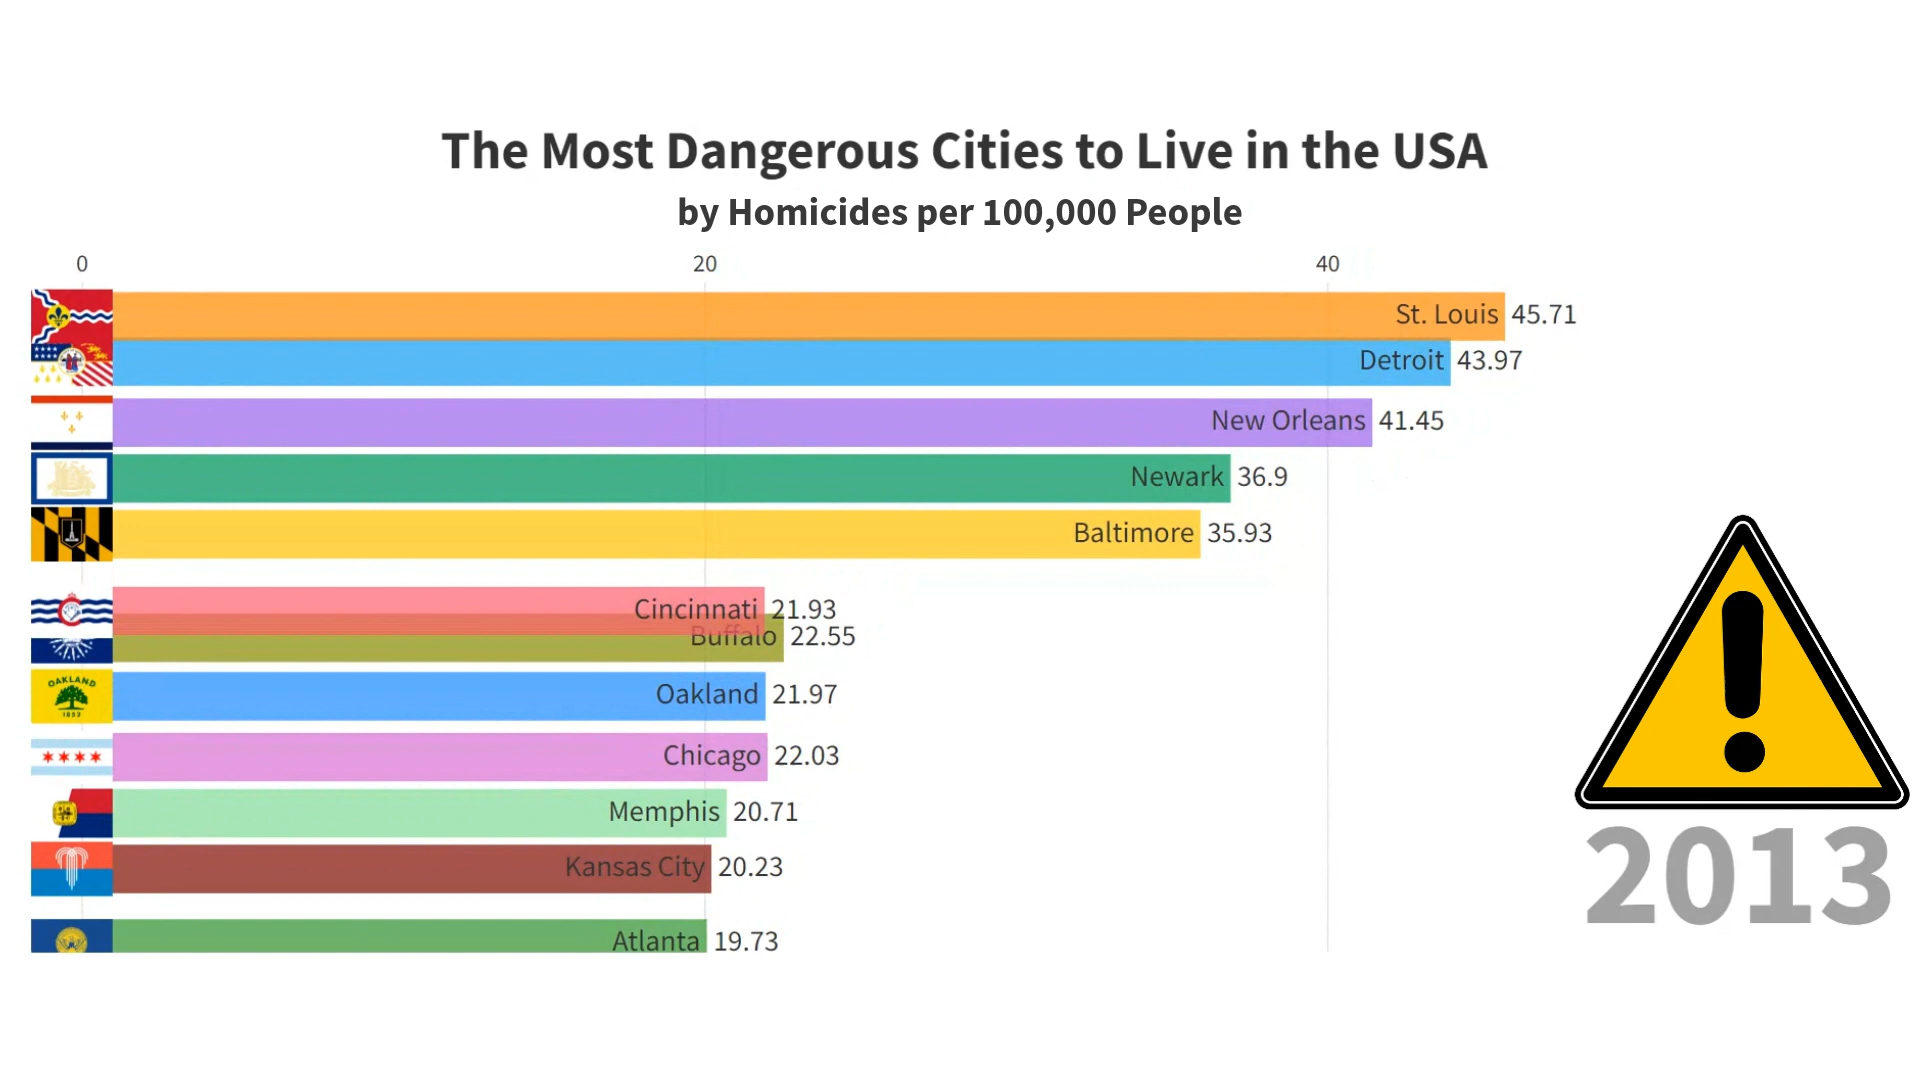 The Most Dangerous Cities to Live in the USA
by Homicides per 100,000 People
0 20 40
St. Louis 45.71
Detroit 43.97
New Orleans 41.45
Newark 36.9
Baltimore 35.93
Cincinnati 21.93
Buffalo 22.55
OAKLAND
1852
Oakland 21.97
Chicago 22.03
Memphis 20.71
Kansas City 20.23
Atlanta 19.73
2013